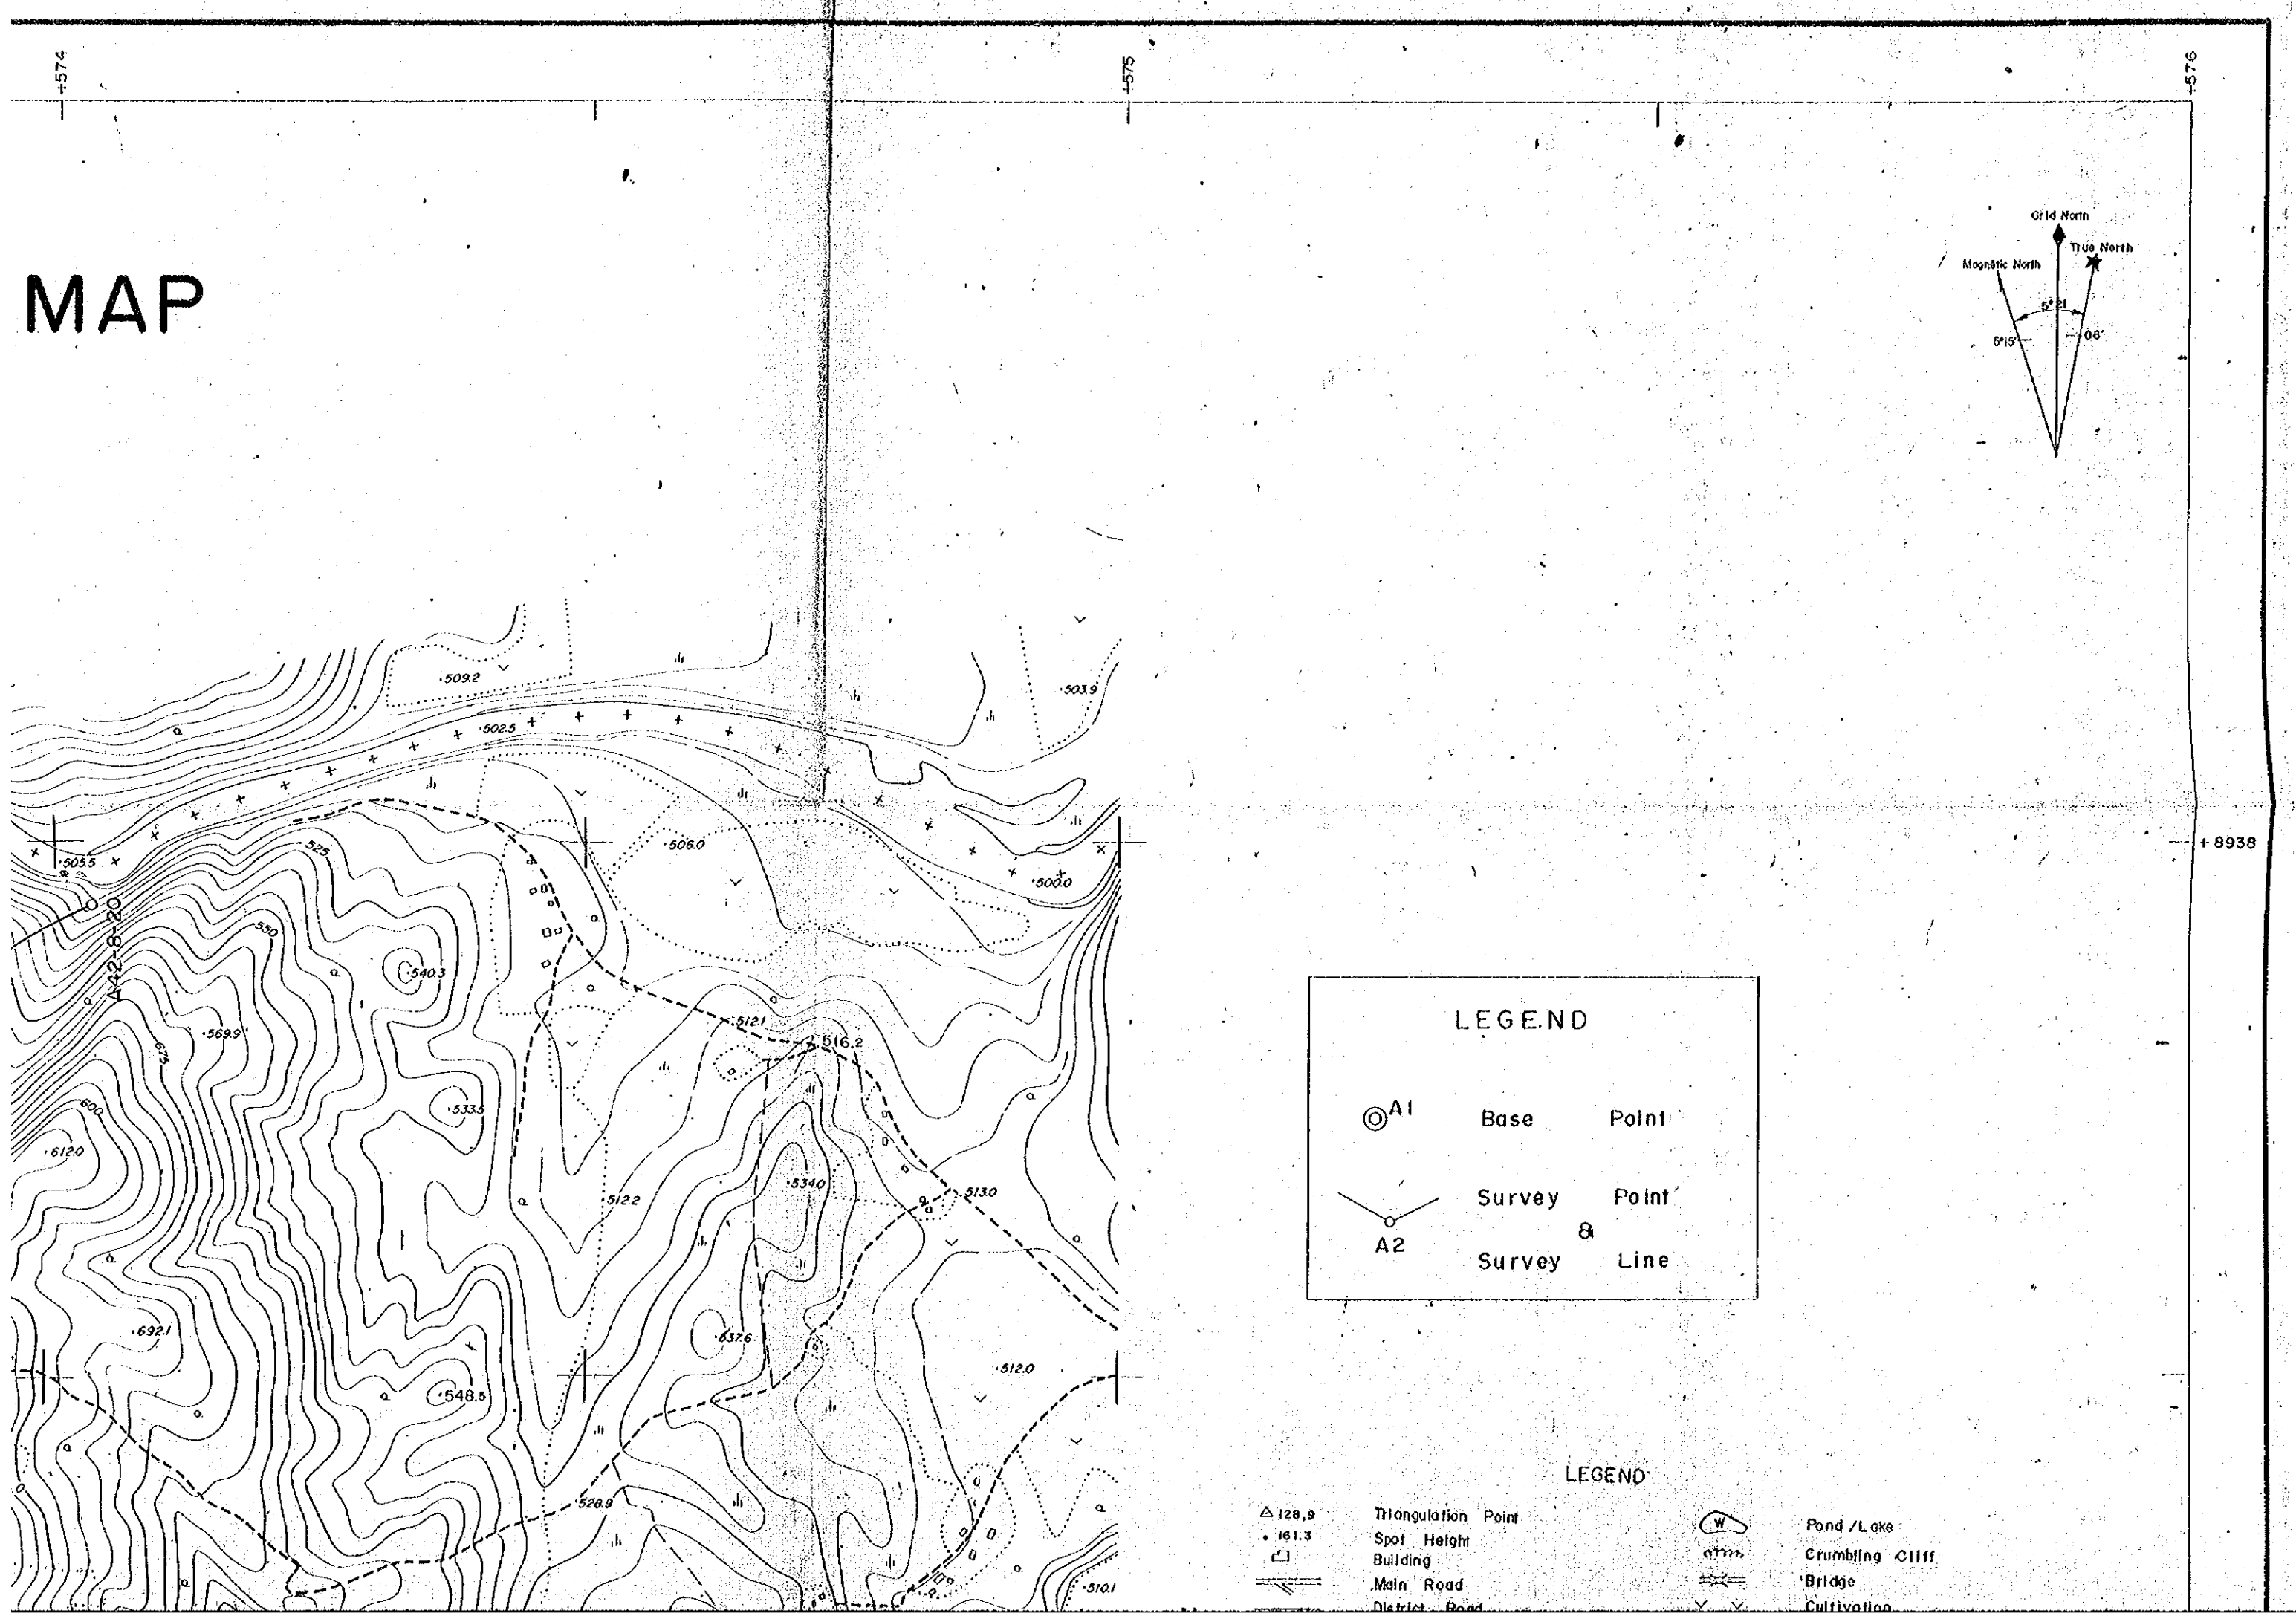 +574
+575
+576
MAP
Grid North
True North
Magnetic North
5°21
5°15'
06'
509.2
503.9
502.5
506.0
505.5
500.0
+8938
525
550
A42-8-20
540.3
569.9
675
512.1
516.2
600
533.5
612.0
534.0
512.2
513.0
692.1
637.6
512.0
548.5
528.9
510.1
LEGEND
A1 Base Point
Survey Point
&
A2
Survey Line
LEGEND
128,9 Triangulation Point
161.3 Spot Height
Building
Main Road
District Road
W Pond/Lake
Crumbling Cliff
Bridge
Cultivation